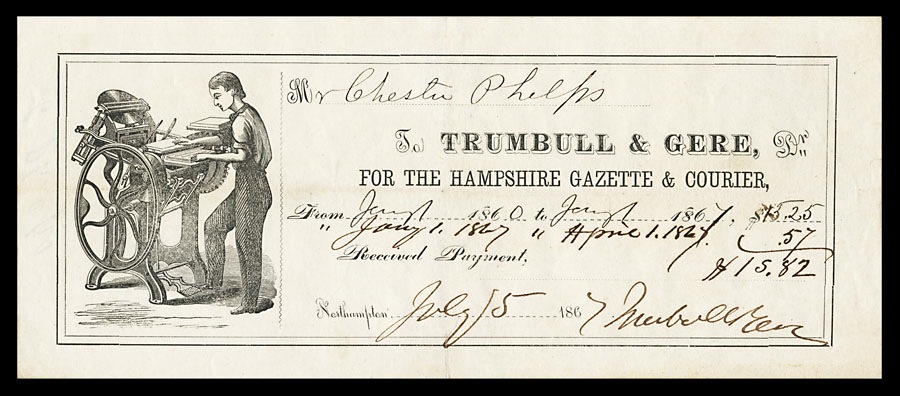 Mr Chester Phelps
To TRUMBULL & GERE, Dr.
FOR THE HAMPSHIRE GAZETTE & COURIER,
From Jany 1 1860, to Jany 1 1867, $15.25
" Jany 1. 1867 " April 1. 1867. .57
Received Payment, $15.82
Northampton July 15 1867 Trumbull & Gere